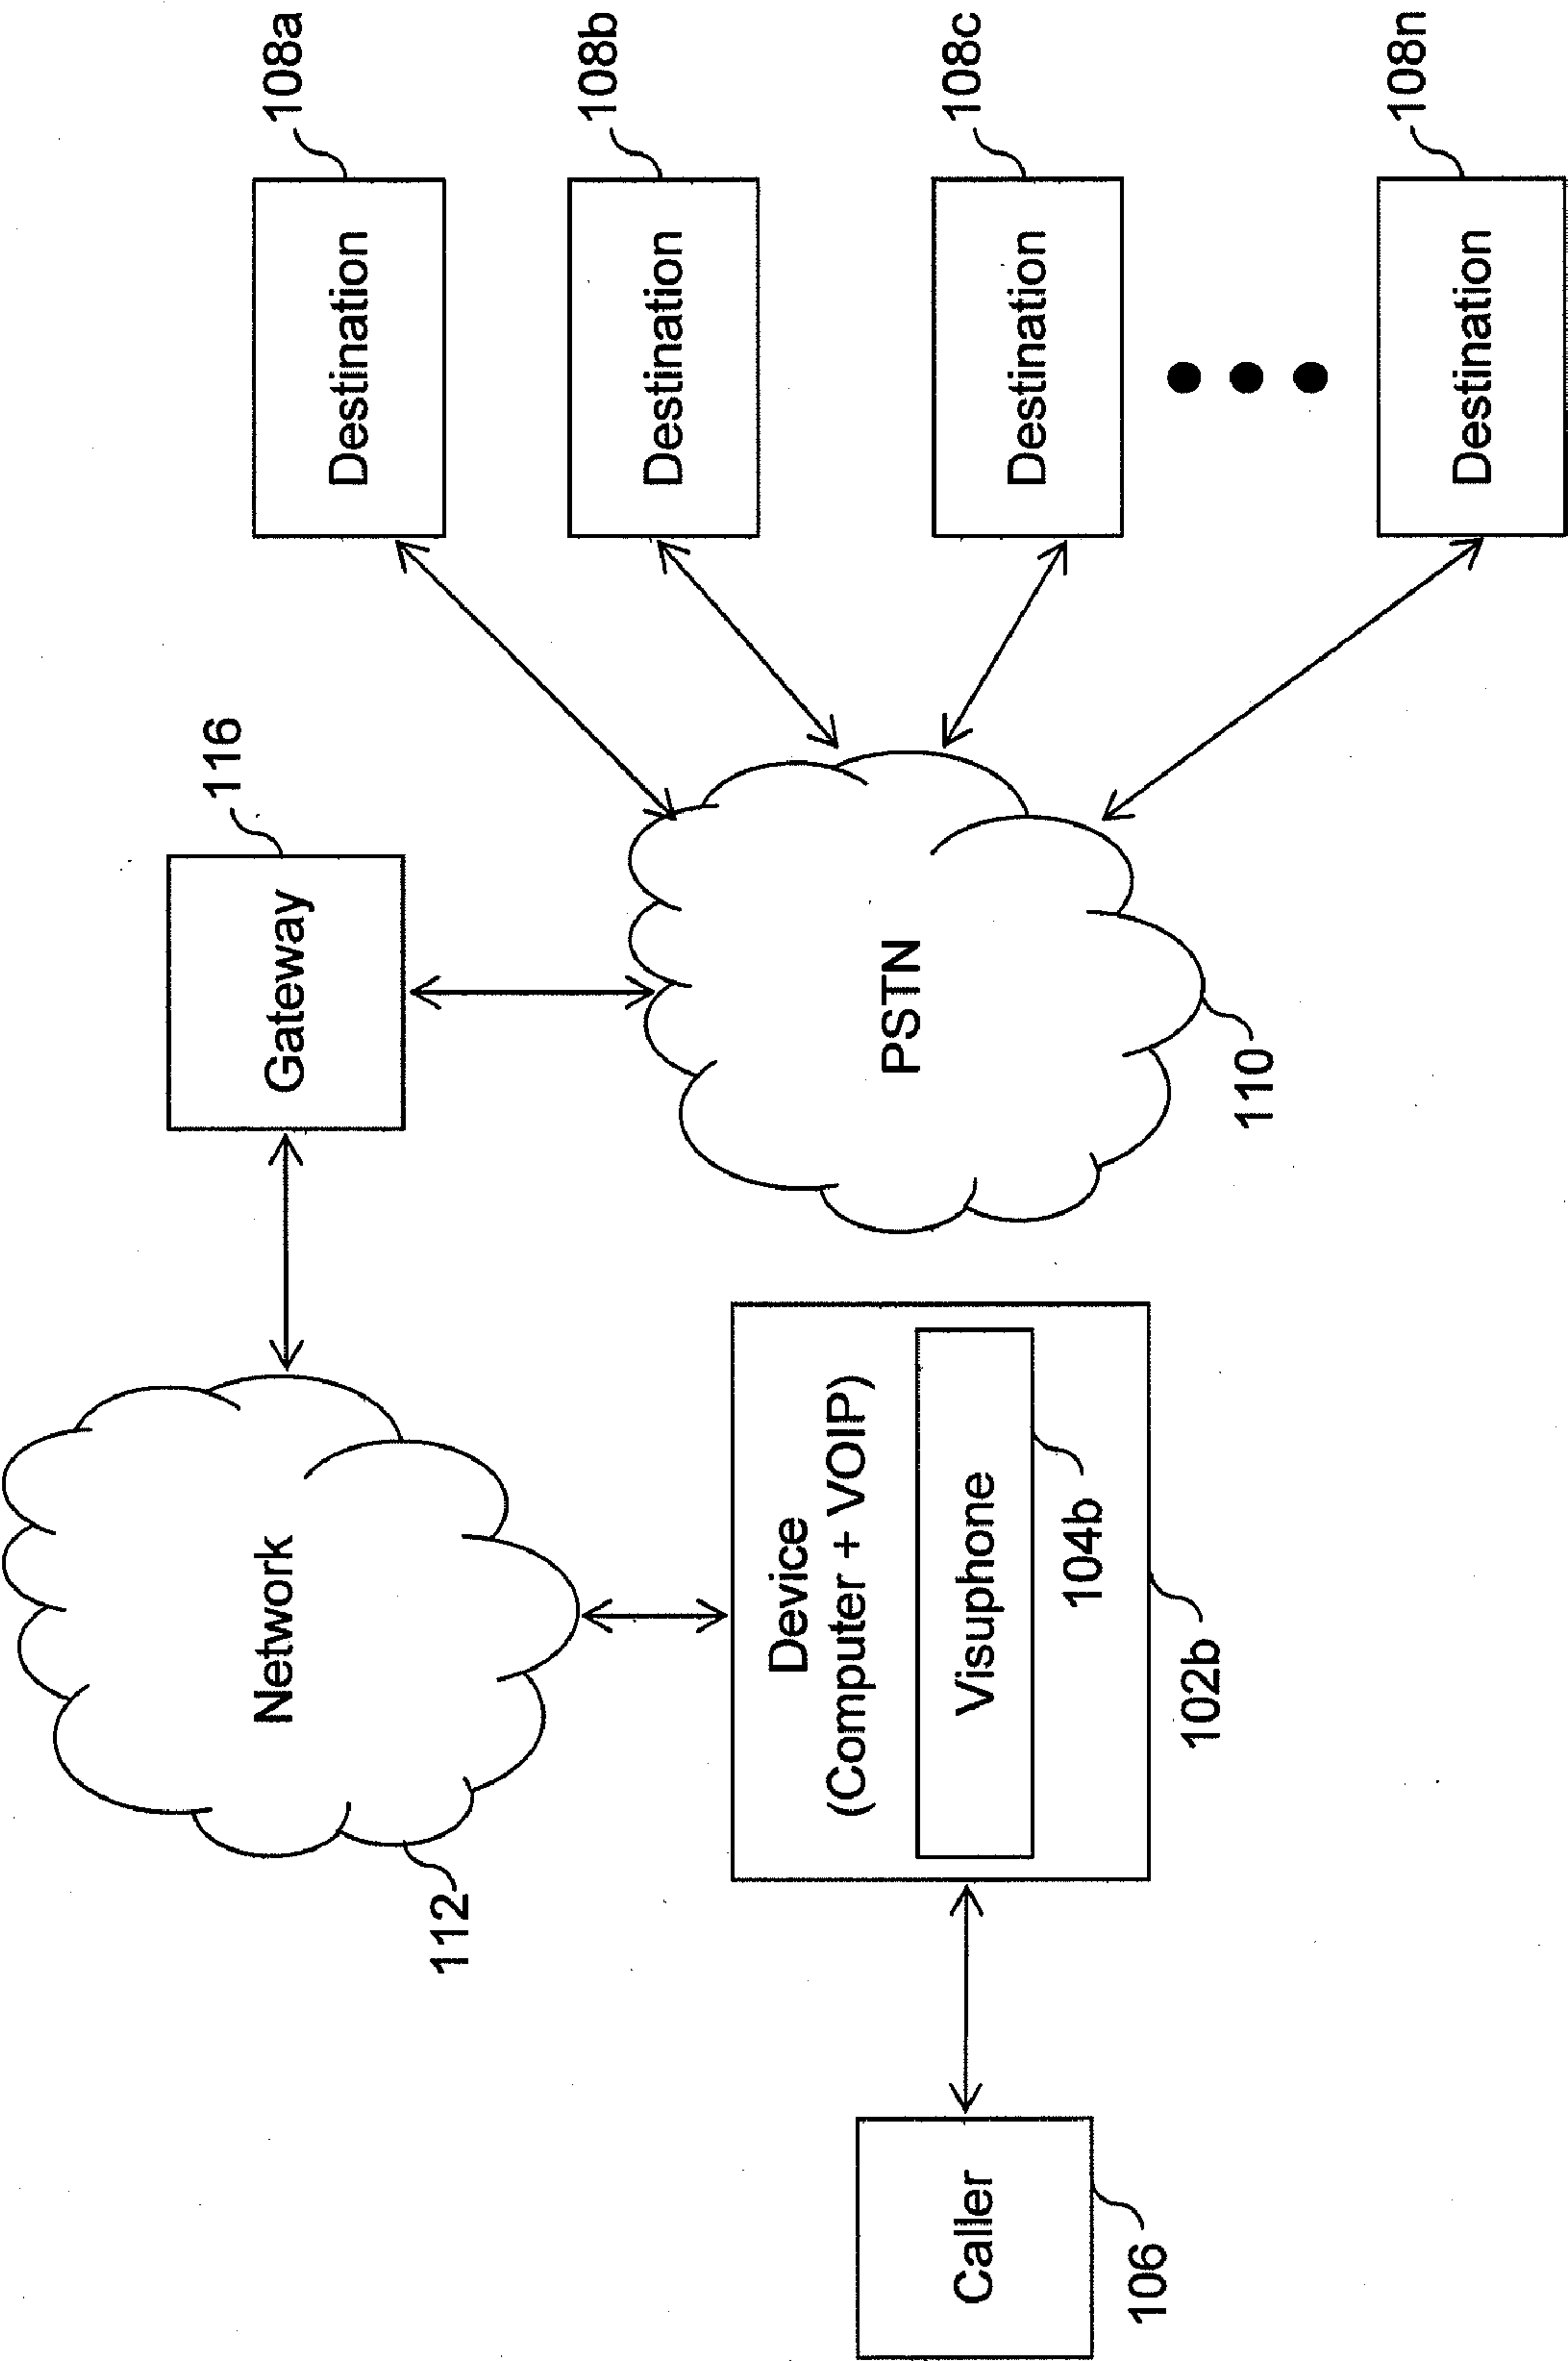 Network
112
Gateway
116
Destination
108a
Destination
108b
Destination
108c
Destination
108n
PSTN
110
Device
(Computer + VOIP)
Visuphone
104b
102b
Caller
106